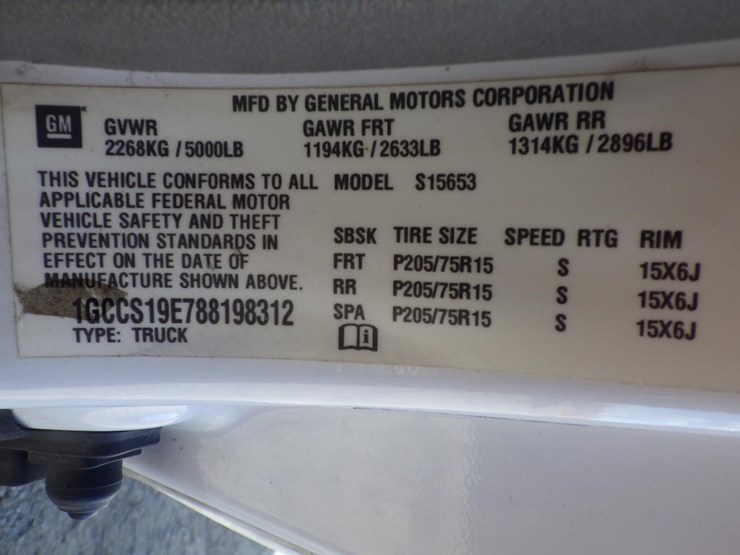 MFD BY GENERAL MOTORS CORPORATION
GM GVWR GAWR FRT GAWR RR
2268KG / 5000LB 1194KG / 2633LB 1314KG / 2896LB
THIS VEHICLE CONFORMS TO ALL MODEL S15653
APPLICABLE FEDERAL MOTOR
VEHICLE SAFETY AND THEFT
PREVENTION STANDARDS IN SBSK TIRE SIZE SPEED RTG RIM
EFFECT ON THE DATE OF FRT P205/75R15 S 15X6J
MANUFACTURE SHOWN ABOVE. RR P205/75R15 S 15X6J
1GCCS19E788198312 SPA P205/75R15 S 15X6J
TYPE: TRUCK